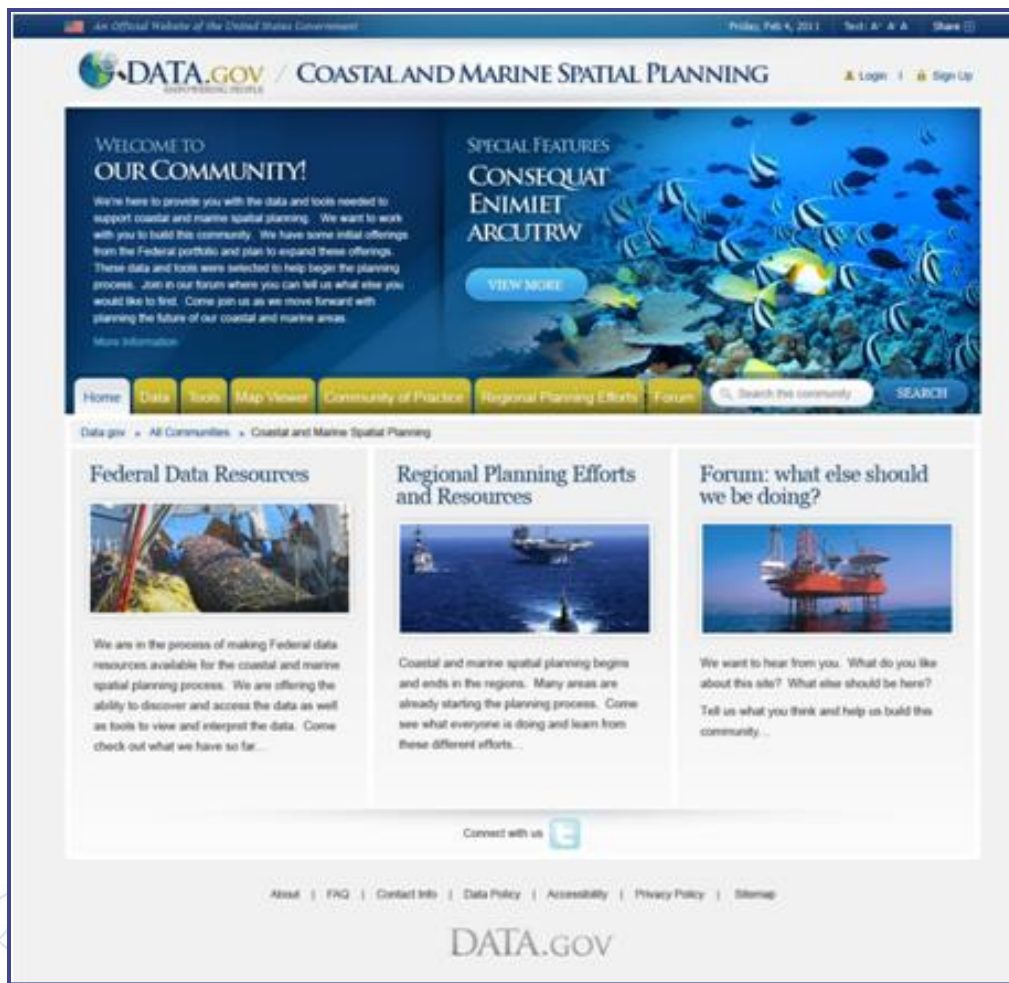 An Official Website of the United States Government
Friday, Feb 4, 2011
Text: A+ A A
Share
DATA.GOV / COASTAL AND MARINE SPATIAL PLANNING
EMPOWERING PEOPLE
Login | Sign Up
WELCOME TO
OUR COMMUNITY!
We're here to provide you with the data and tools needed to
support coastal and marine spatial planning. We want to work
with you to build this community. We have some initial offerings
from the Federal portfolio and plan to expand these offerings.
These data and tools were selected to help begin the planning
process. Join in our forum where you can tell us what else you
would like to find. Come join us as we move forward with
planning the future of our coastal and marine areas.
More Information
SPECIAL FEATURES
CONSEQUAT
ENIMIET
ARCUTRW
VIEW MORE
Home
Data
Tools
Map Viewer
Community of Practice
Regional Planning Efforts
Forum
Search this community
SEARCH
Data.gov » All Communities » Coastal and Marine Spatial Planning
Federal Data Resources
We are in the process of making Federal data
resources available for the coastal and marine
spatial planning process. We are offering the
ability to discover and access the data as well
as tools to view and interpret the data. Come
check out what we have so far...
Regional Planning Efforts
and Resources
Coastal and marine spatial planning begins
and ends in the regions. Many areas are
already starting the planning process. Come
see what everyone is doing and learn from
these different efforts...
Forum: what else should
we be doing?
We want to hear from you. What do you like
about this site? What else should be here?
Tell us what you think and help us build this
community...
Connect with us
About | FAQ | Contact Info | Data Policy | Accessibility | Privacy Policy | Sitemap
DATA.GOV